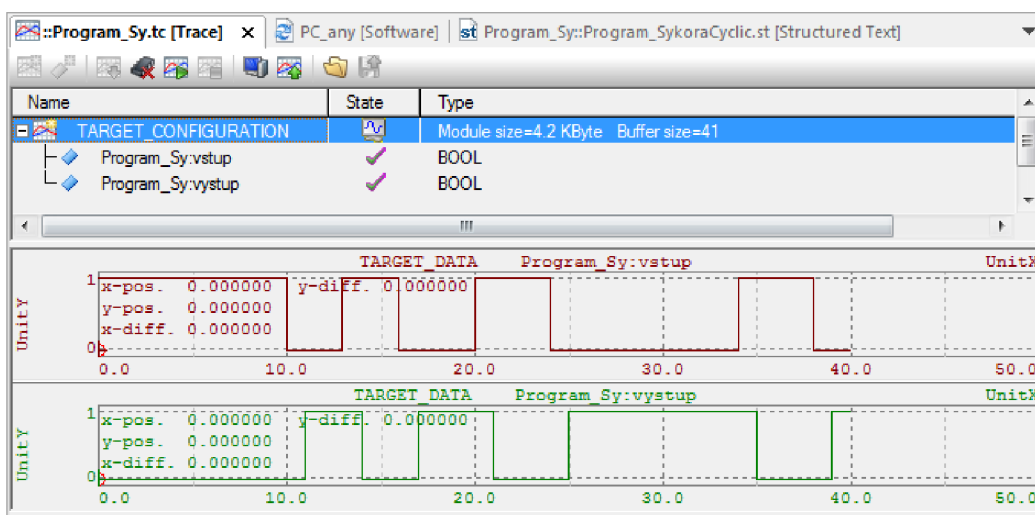 ::Program_Sy.tc [Trace] x PC_any [Software] st Program_Sy::Program_SykoraCyclic.st [Structured Text]
Name State Type
TARGET_CONFIGURATION Module size=4.2 KByte Buffer size=41
Program_Sy:vstup BOOL
Program_Sy:vystup BOOL
TARGET_DATA Program_Sy:vstup UnitX
1
x-pos. 0.000000 y-diff. 0.000000
y-pos. 0.000000
x-diff. 0.000000
UnitY
0
0.0 10.0 20.0 30.0 40.0 50.0
TARGET_DATA Program_Sy:vystup UnitX
1
x-pos. 0.000000 y-diff. 0.000000
y-pos. 0.000000
x-diff. 0.000000
UnitY
0
0.0 10.0 20.0 30.0 40.0 50.0